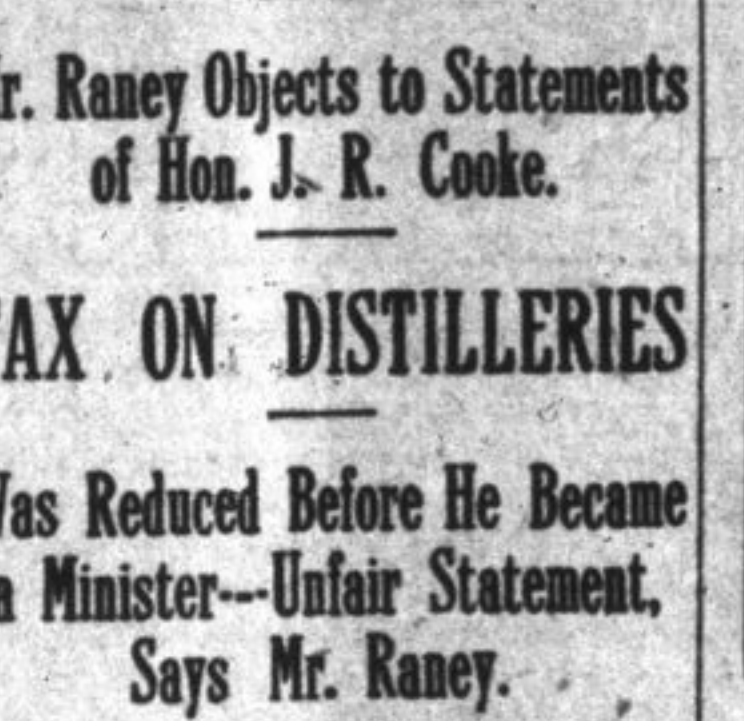 r. Raney Objects to Statements
of Hon. J. R. Cooke.
AX ON DISTILLERIES
Was Reduced Before He Became
a Minister---Unfair Statement,
Says Mr. Raney.